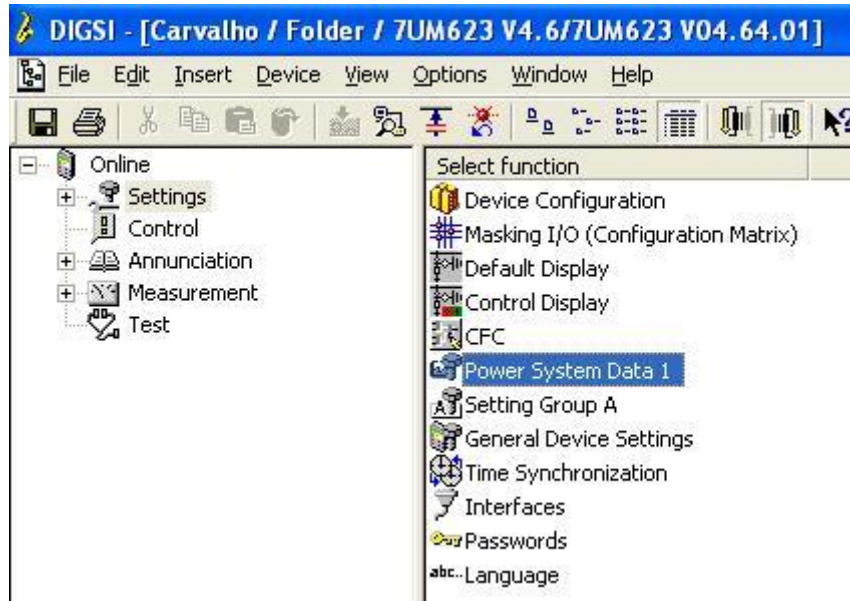 DIGSI - [Carvalho / Folder / 7UM623 V4.6/7UM623 V04.64.01]
File Edit Insert Device View Options Window Help
Online
Settings
Control
Annunciation
Measurement
Test
Select function
Device Configuration
Masking I/O (Configuration Matrix)
Default Display
Control Display
CFC
Power System Data 1
Setting Group A
General Device Settings
Time Synchronization
Interfaces
Passwords
abc..Language